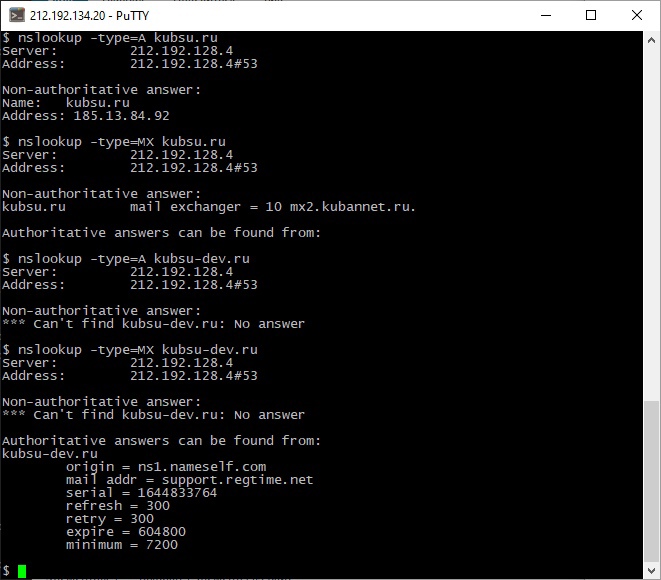 212.192.134.20 - PuTTY
$ nslookup -type=A kubsu.ru
Server:         212.192.128.4
Address:        212.192.128.4#53

Non-authoritative answer:
Name:   kubsu.ru
Address: 185.13.84.92

$ nslookup -type=MX kubsu.ru
Server:         212.192.128.4
Address:        212.192.128.4#53

Non-authoritative answer:
kubsu.ru        mail exchanger = 10 mx2.kubannet.ru.

Authoritative answers can be found from:

$ nslookup -type=A kubsu-dev.ru
Server:         212.192.128.4
Address:        212.192.128.4#53

Non-authoritative answer:
*** Can't find kubsu-dev.ru: No answer

$ nslookup -type=MX kubsu-dev.ru
Server:         212.192.128.4
Address:        212.192.128.4#53

Non-authoritative answer:
*** Can't find kubsu-dev.ru: No answer

Authoritative answers can be found from:
kubsu-dev.ru
        origin = ns1.nameself.com
        mail addr = support.regtime.net
        serial = 1644833764
        refresh = 300
        retry = 300
        expire = 604800
        minimum = 7200

$